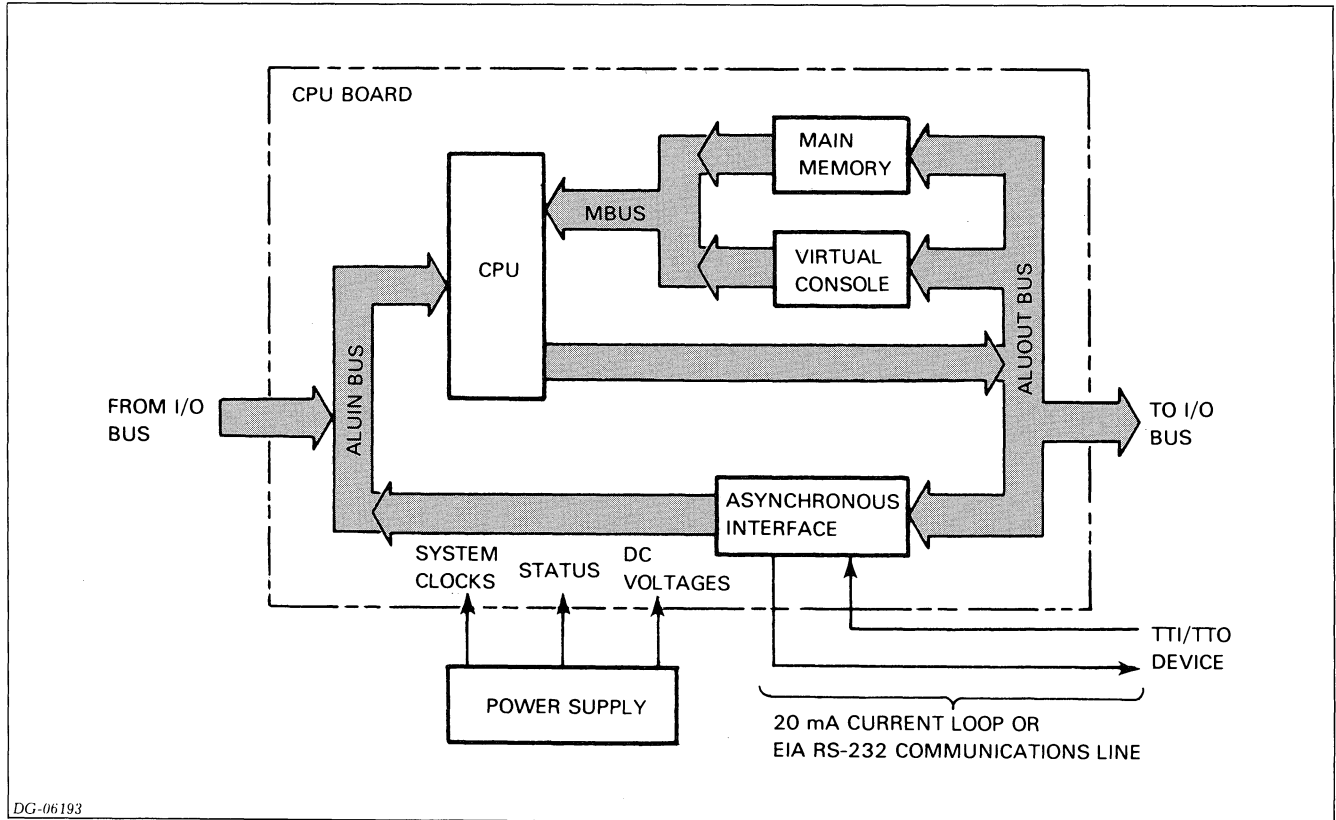 CPU BOARD
MAIN
MEMORY
MBUS
CPU
VIRTUAL
CONSOLE
ALUIN BUS
ALUOUT BUS
FROM I/O
BUS
TO I/O
BUS
ASYNCHRONOUS
INTERFACE
SYSTEM
CLOCKS
STATUS
DC
VOLTAGES
TTI/TTO
DEVICE
POWER SUPPLY
20 mA CURRENT LOOP OR
EIA RS-232 COMMUNICATIONS LINE
DG-06193